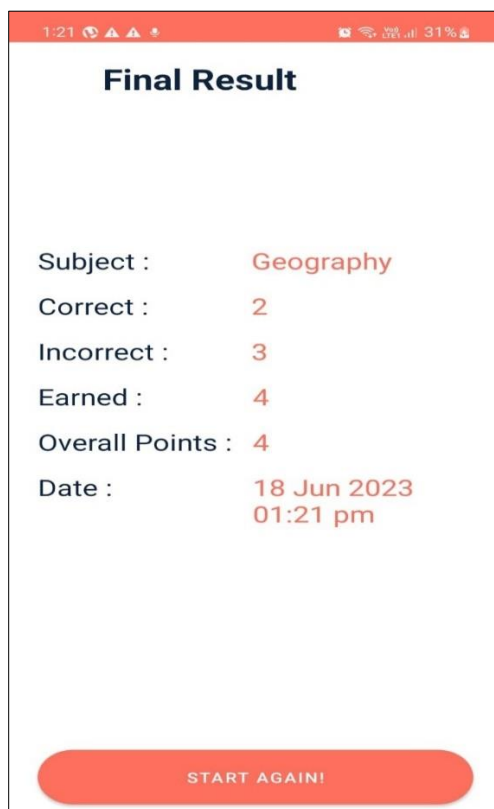 1:21 31%
Final Result
Subject : Geography
Correct : 2
Incorrect : 3
Earned : 4
Overall Points : 4
Date : 18 Jun 2023
01:21 pm
START AGAIN!